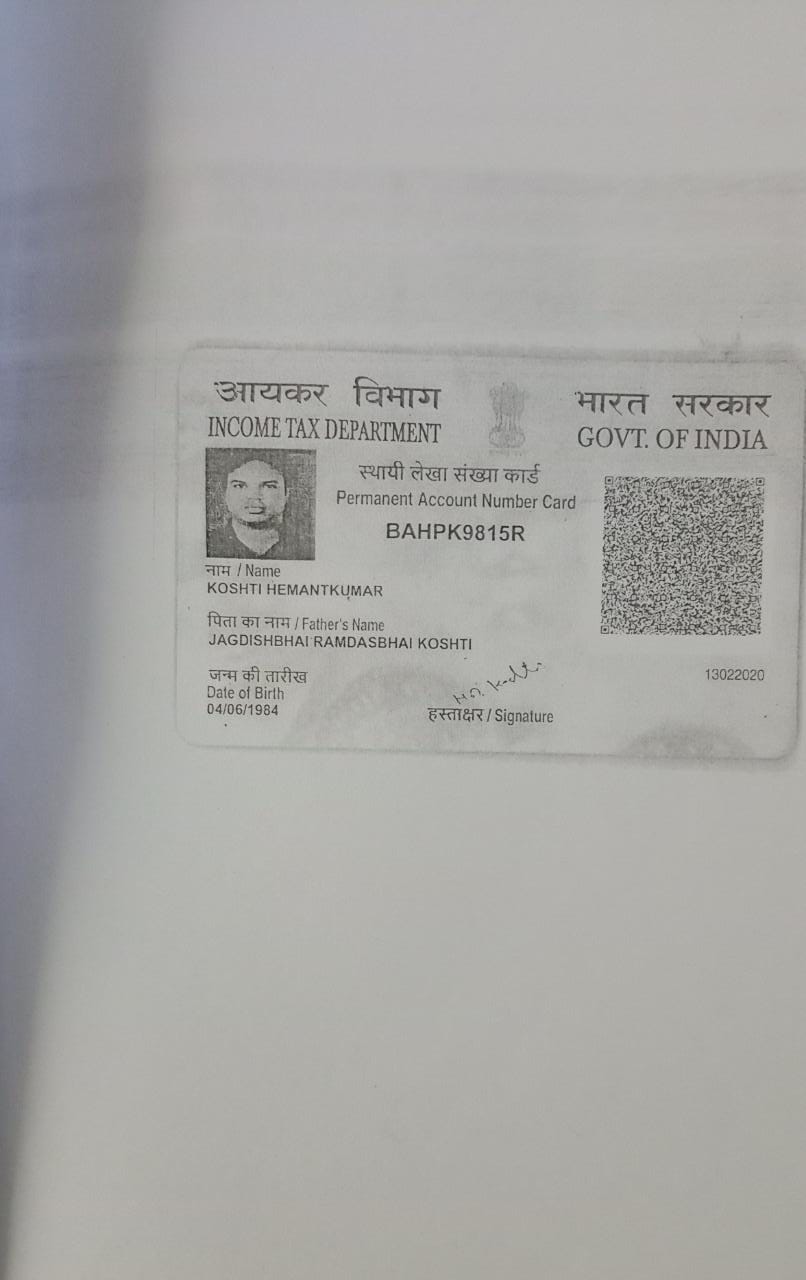 आयकर विभाग
INCOME TAX DEPARTMENT
भारत सरकार
GOVT. OF INDIA
स्थायी लेखा संख्या कार्ड
Permanent Account Number Card
BAHPK9815R
नाम / Name
KOSHTI HEMANTKUMAR
पिता का नाम / Father's Name
JAGDISHBHAI RAMDASBHAI KOSHTI
जन्म की तारीख
Date of Birth
04/06/1984
हस्ताक्षर / Signature
13022020